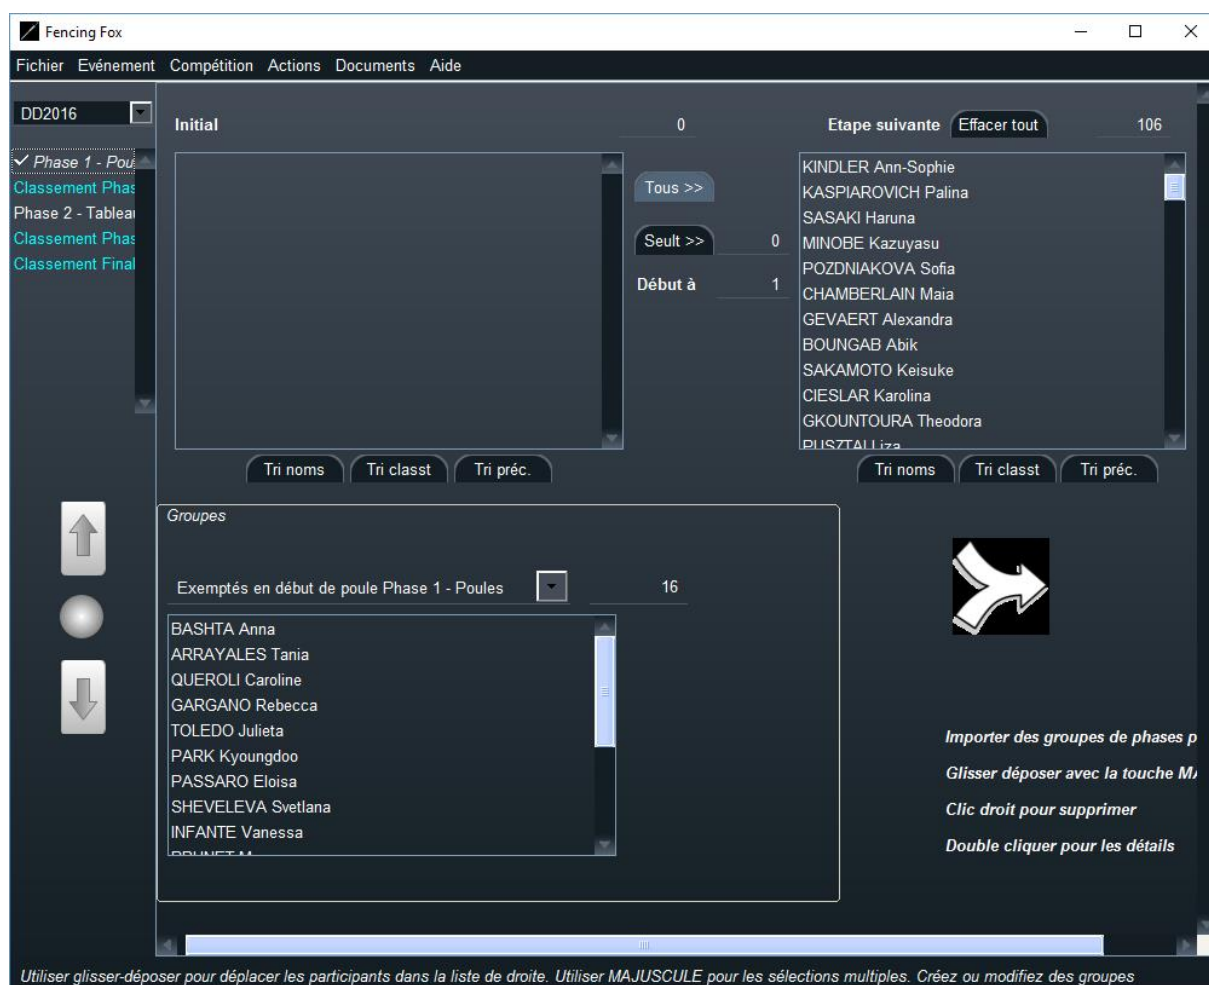 Fencing Fox
Fichier Evénement Compétition Actions Documents Aide
DD2016
✓ Phase 1 - Pou
Classement Phas
Phase 2 - Tableau
Classement Phas
Classement Final
Initial 0
Tous >>
Seult >> 0
Début à 1
Etape suivante Effacer tout 106
KINDLER Ann-Sophie
KASPIAROVICH Palina
SASAKI Haruna
MINOBE Kazuyasu
POZDNIAKOVA Sofia
CHAMBERLAIN Maia
GEVAERT Alexandra
BOUNGAB Abik
SAKAMOTO Keisuke
CIESLAR Karolina
GKOUNTOURA Theodora
PUSZTAI Liza
Tri noms Tri classt Tri préc.
Tri noms Tri classt Tri préc.
Groupes
Exemptés en début de poule Phase 1 - Poules 16
BASHTA Anna
ARRAYALES Tania
QUEROLI Caroline
GARGANO Rebecca
TOLEDO Julieta
PARK Kyoungdoo
PASSARO Eloisa
SHEVELEVA Svetlana
INFANTE Vanessa
Importer des groupes de phases p
Glisser déposer avec la touche MA
Clic droit pour supprimer
Double cliquer pour les détails
Utiliser glisser-déposer pour déplacer les participants dans la liste de droite. Utiliser MAJUSCULE pour les sélections multiples. Créez ou modifiez des groupes